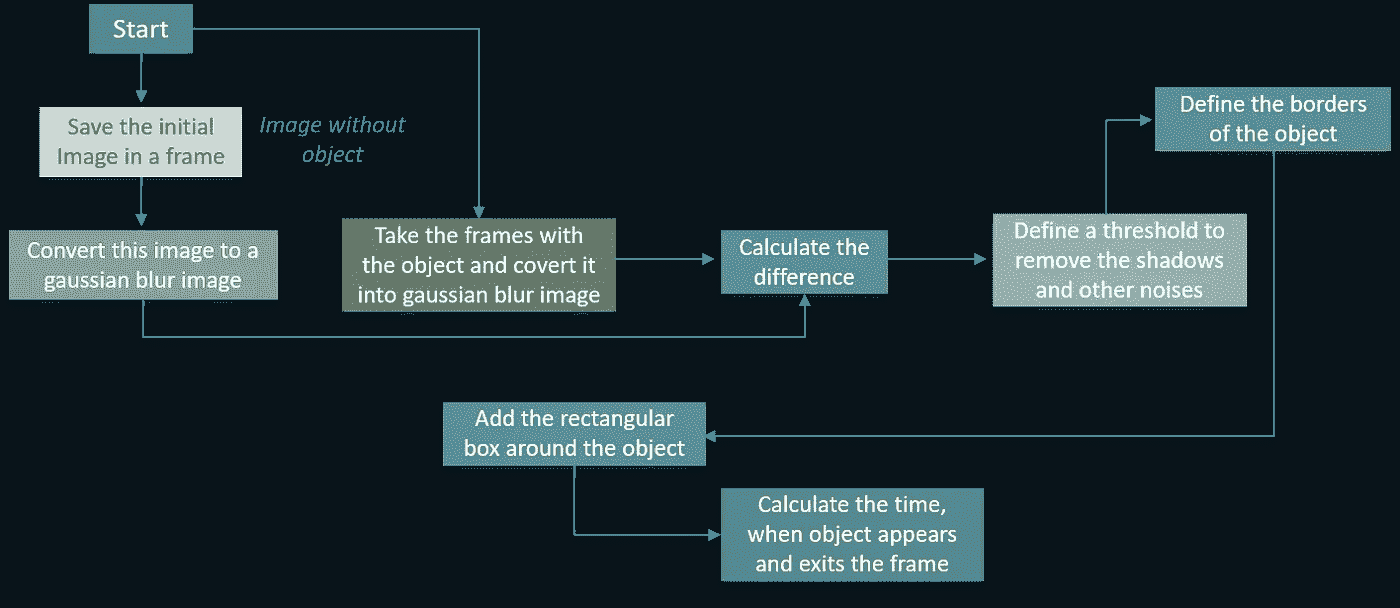 Start
Save the initial
Image in a frame
Image without
object
Convert this image to a
gaussian blur image
Take the frames with
the object and covert it
into gaussian blur image
Calculate the
difference
Define a threshold to
remove the shadows
and other noises
Define the borders
of the object
Add the rectangular
box around the object
Calculate the time,
when object appears
and exits the frame